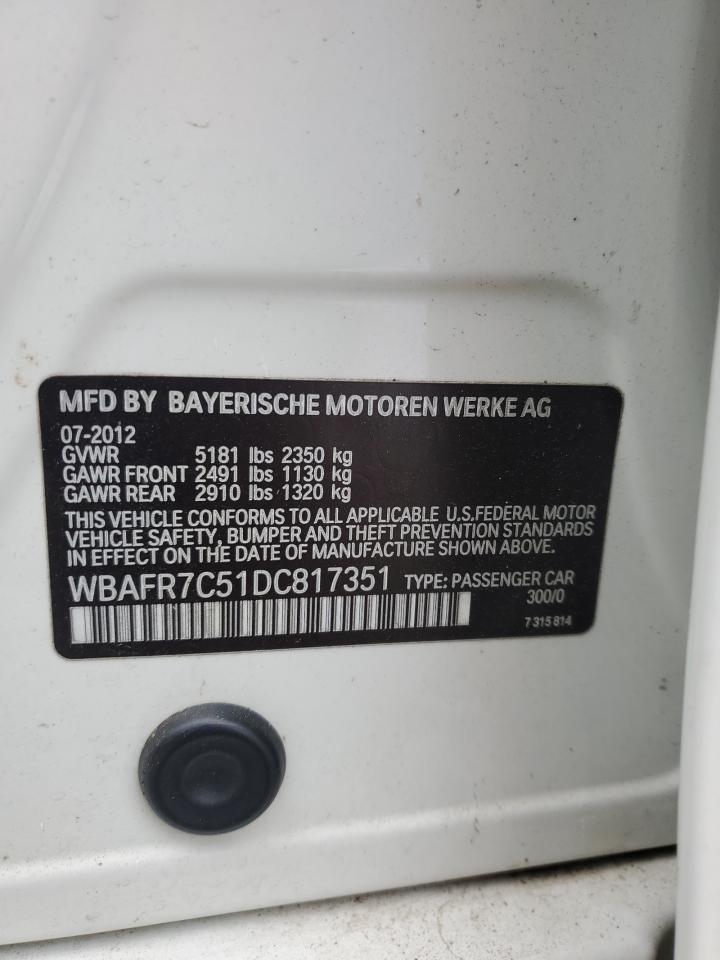 MFD BY BAYERISCHE MOTOREN WERKE AG
07-2012
GVWR 5181 lbs 2350 kg
GAWR FRONT 2491 lbs 1130 kg
GAWR REAR 2910 lbs 1320 kg
THIS VEHICLE CONFORMS TO ALL APPLICABLE U.S.FEDERAL MOTOR
VEHICLE SAFETY, BUMPER AND THEFT PREVENTION STANDARDS
IN EFFECT ON THE DATE OF MANUFACTURE SHOWN ABOVE.
WBAFR7C51DC817351 TYPE: PASSENGER CAR
300/0
7 315 814